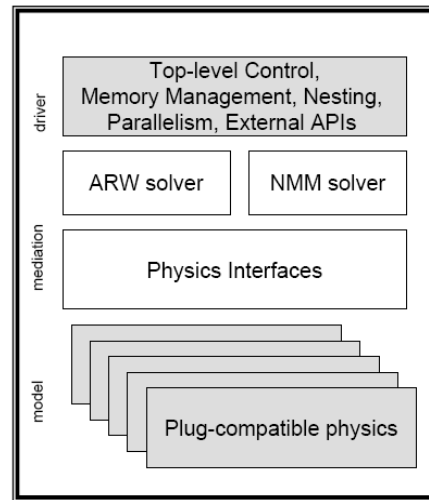 driver
Top-level Control,
Memory Management, Nesting,
Parallelism, External APIs
ARW solver
NMM solver
mediation
Physics Interfaces
model
Plug-compatible physics